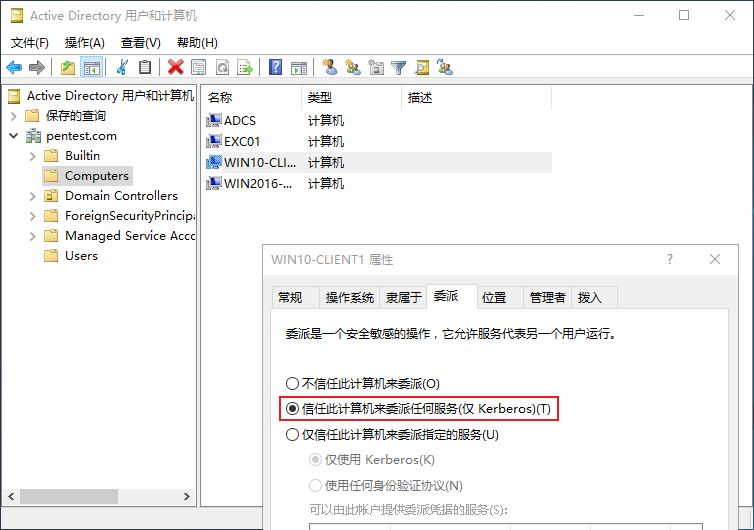 Active Directory 用户和计算机
文件(F) 操作(A) 查看(V) 帮助(H)
Active Directory 用户和计算机
保存的查询
pentest.com
Builtin
Computers
Domain Controllers
ForeignSecurityPrincipa
Managed Service Acco
Users
名称 类型 描述
ADCS 计算机
EXC01 计算机
WIN10-CLI... 计算机
WIN2016-... 计算机
WIN10-CLIENT1 属性
常规 操作系统 隶属于 委派 位置 管理者 拨入
委派是一个安全敏感的操作，它允许服务代表另一个用户运行。
不信任此计算机来委派(O)
信任此计算机来委派任何服务(仅 Kerberos)(T)
仅信任此计算机来委派指定的服务(U)
仅使用 Kerberos(K)
使用任何身份验证协议(N)
可以由此帐户提供委派凭据的服务(S):